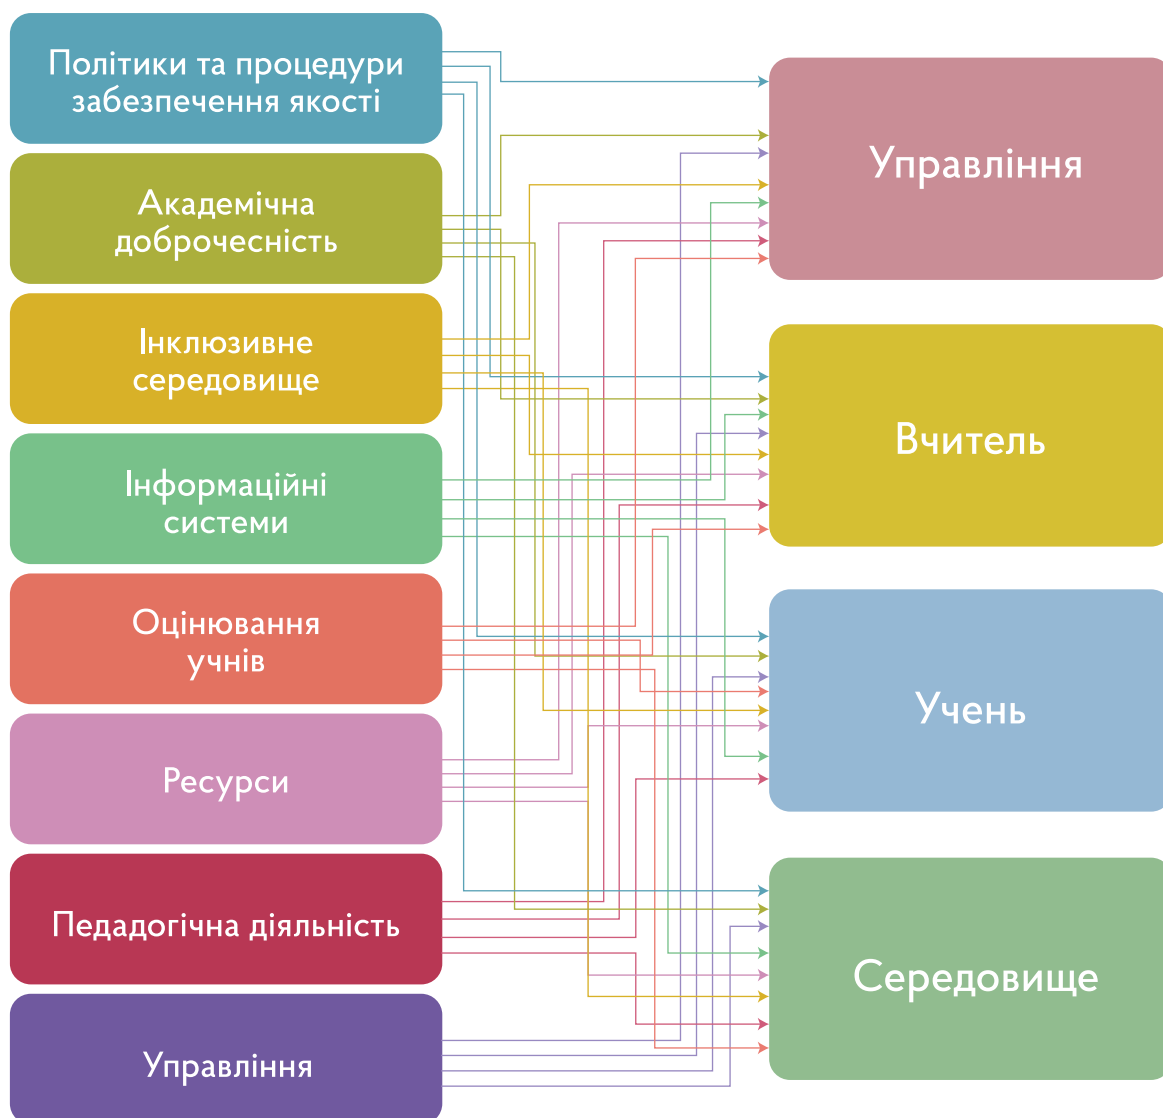 Політики та процедури
забезпечення якості
Академічна
доброчесність
Інклюзивне
середовище
Інформаційні
системи
Оцінювання
учнів
Ресурси
Педадогічна діяльність
Управління
Управління
Вчитель
Учень
Середовище